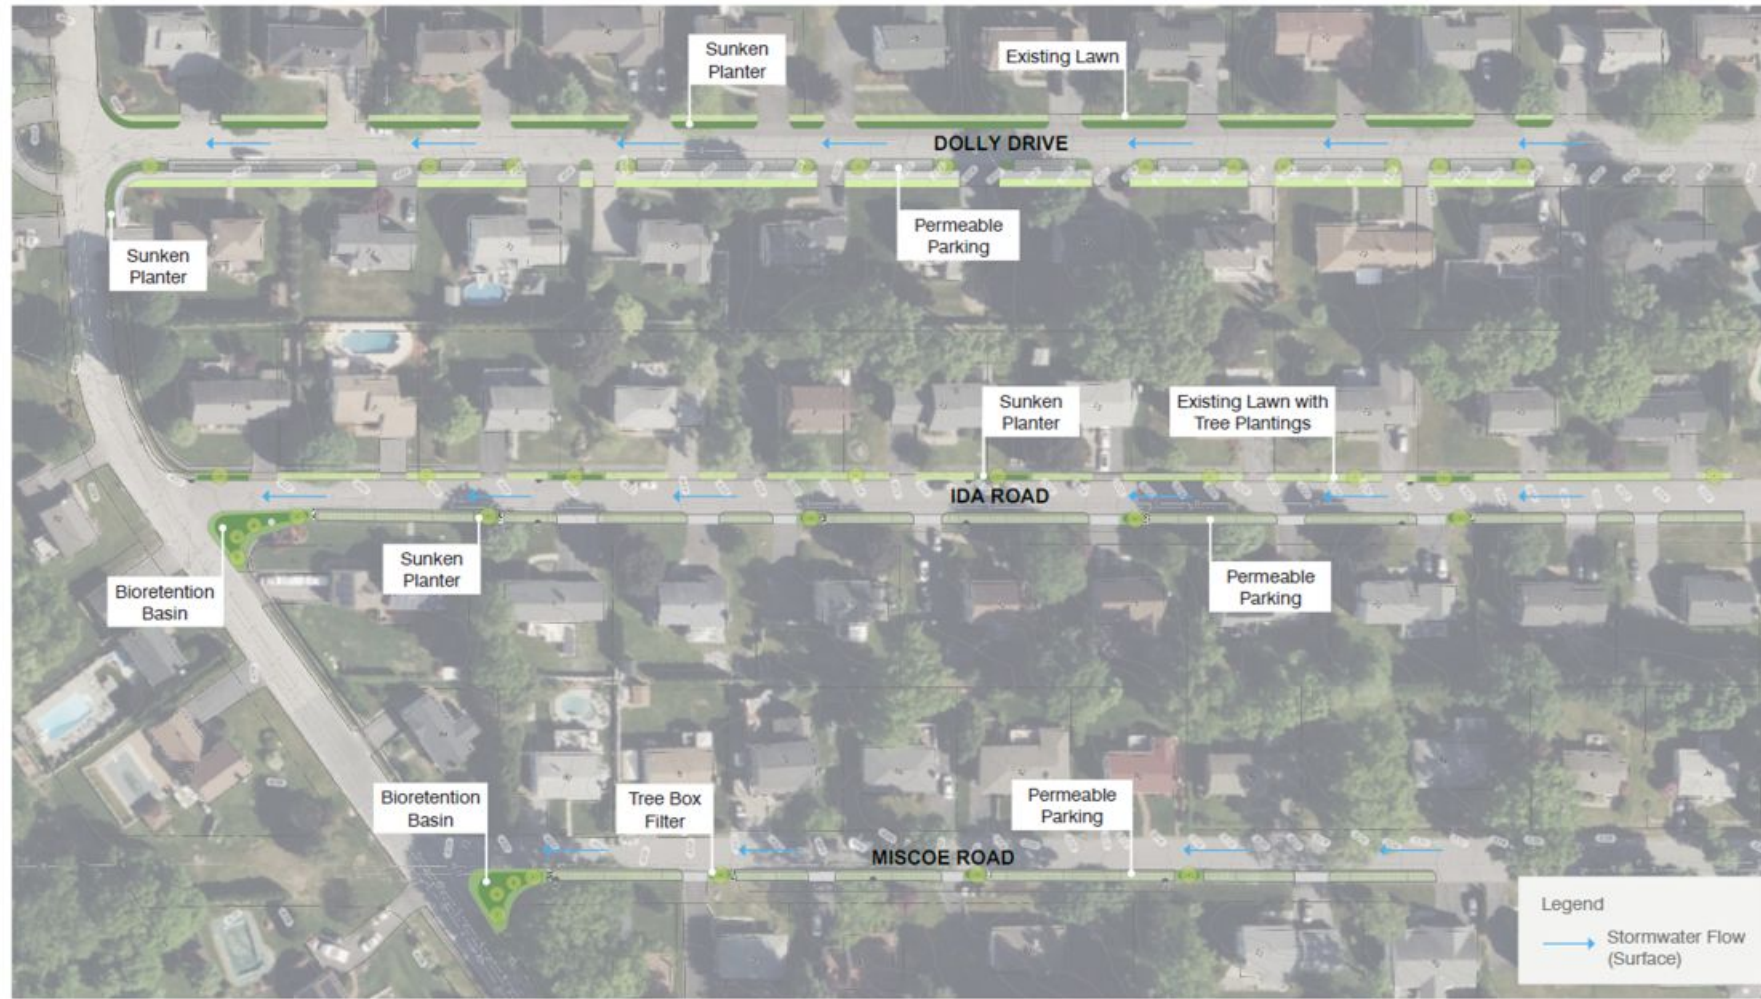 Sunken
Planter
Existing Lawn
DOLLY DRIVE
Permeable
Parking
Sunken
Planter
Sunken
Planter
Existing Lawn with
Tree Plantings
IDA ROAD
Sunken
Planter
Permeable
Parking
Bioretention
Basin
Bioretention
Basin
Tree Box
Filter
Permeable
Parking
MISCOE ROAD
Legend
Stormwater Flow
(Surface)